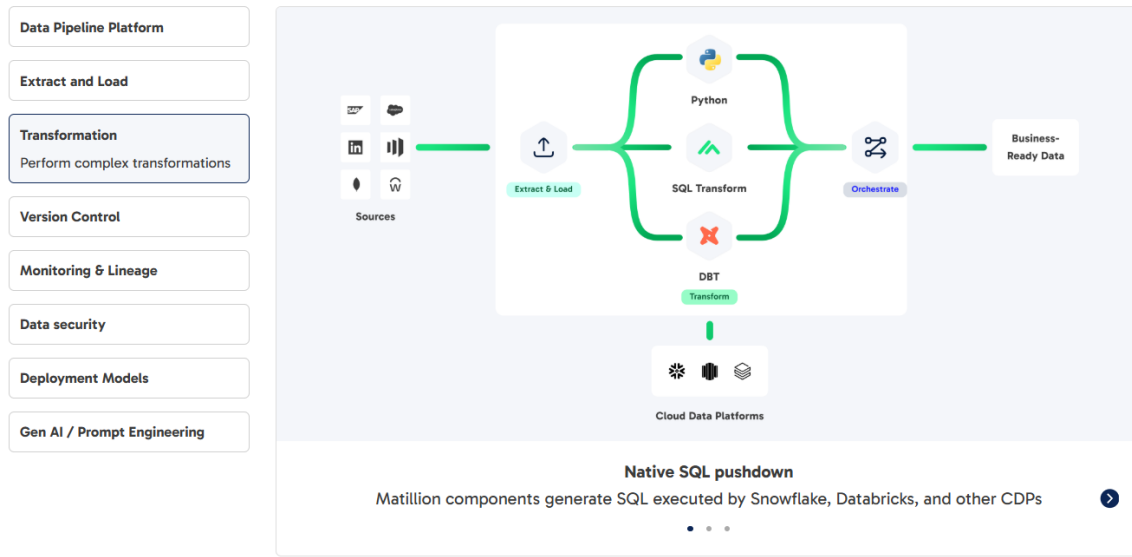 Data Pipeline Platform
Extract and Load
Transformation
Perform complex transformations
Version Control
Monitoring & Lineage
Data security
Deployment Models
Gen AI / Prompt Engineering
SAP
in
Sources
Extract & Load
Python
SQL Transform
DBT
Transform
Orchestrate
Business-
Ready Data
Cloud Data Platforms
Native SQL pushdown
Matillion components generate SQL executed by Snowflake, Databricks, and other CDPs